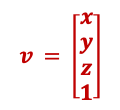 v = [x
y
z
1]